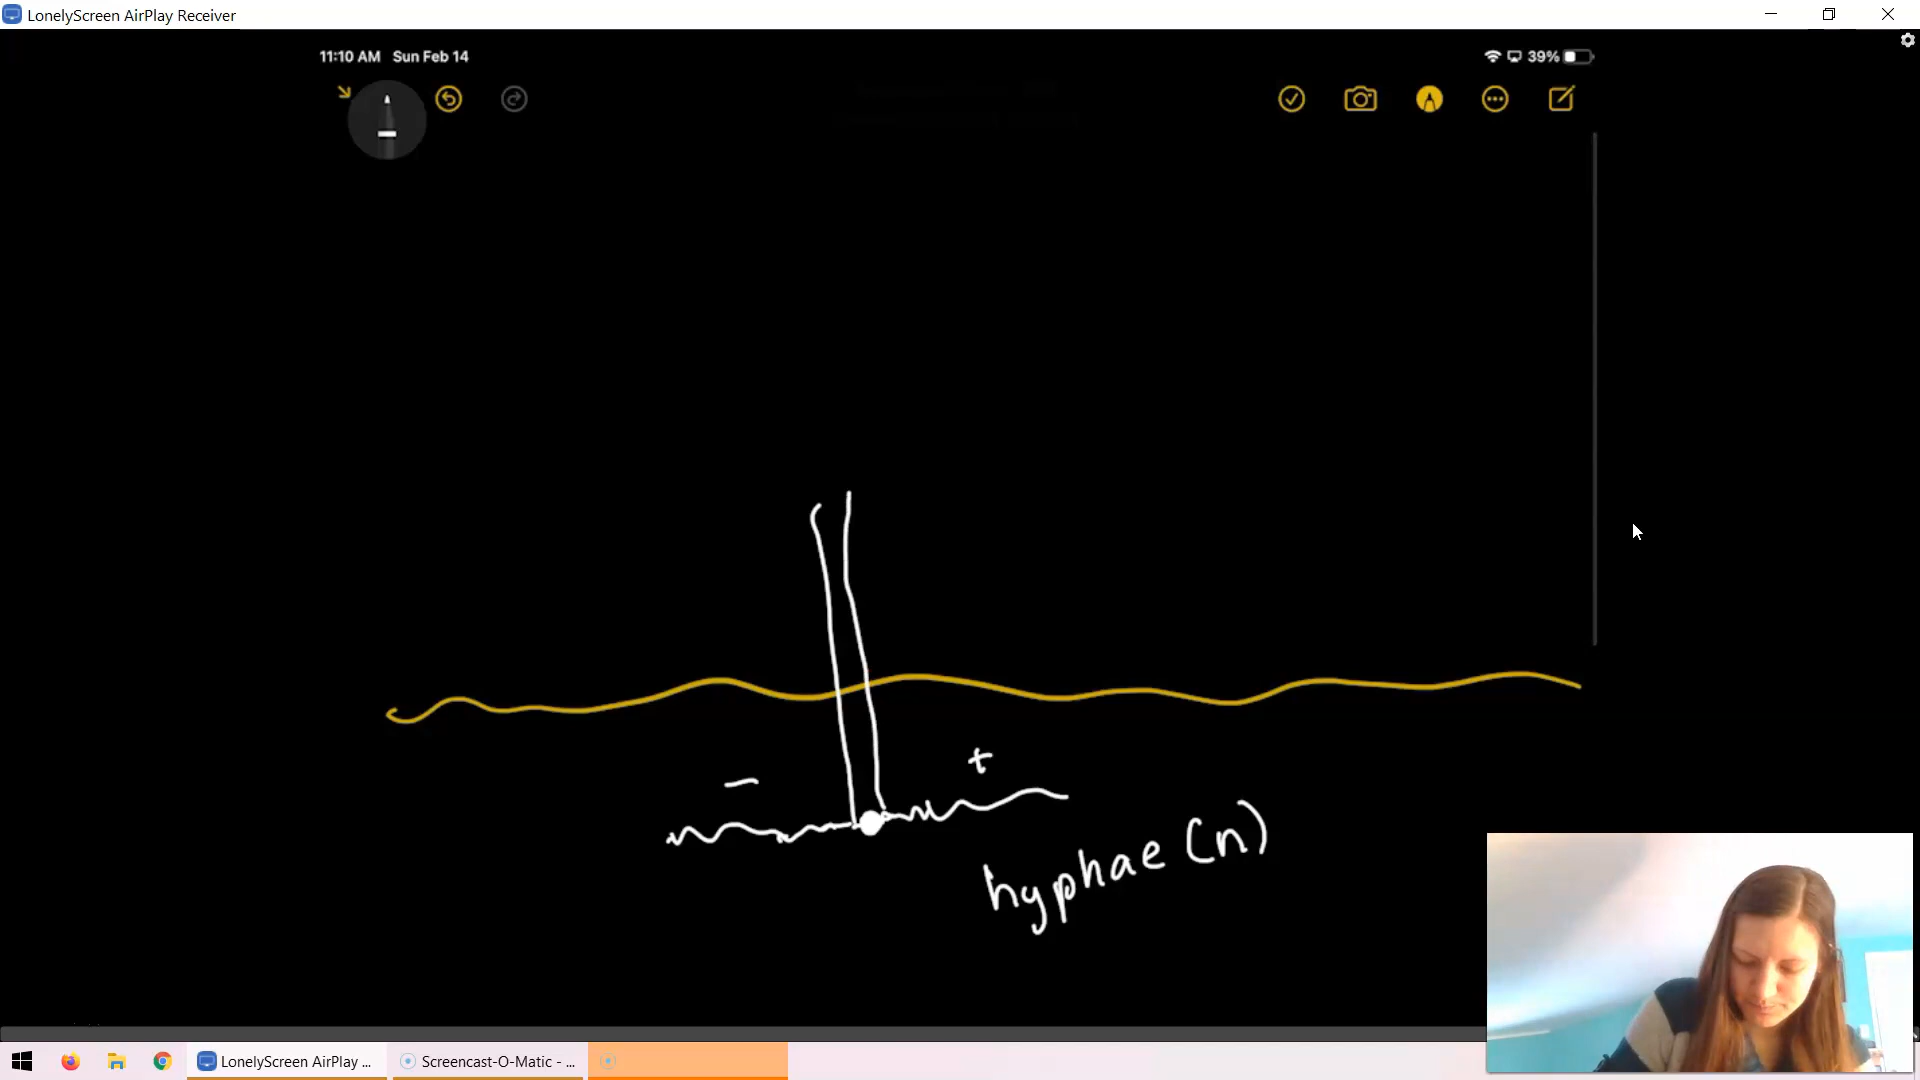 LonelyScreen AirPlay Receiver
11:10 AM Sun Feb 14
39%
− +
hyphae (n)
LonelyScreen AirPlay ...
Screencast-O-Matic - ...